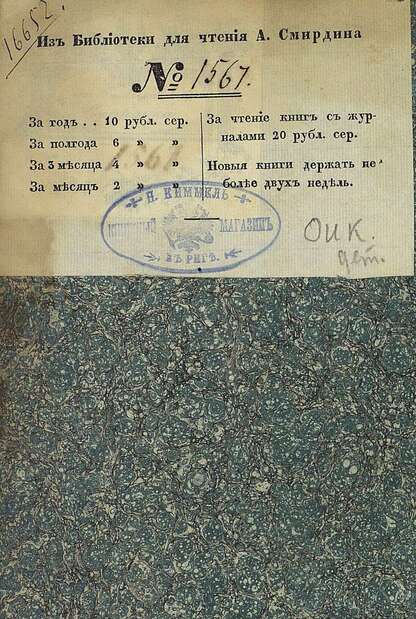 16652.
Изъ Библіотеки для чтенія А. Смирдина
№ 1567.
За годъ . . 10 рубл. сер.
За полгода 6 » »
За 3 мѣсяца 4 » »
За мѣсяцъ 2 » »
За чтеніе книгъ съ жур-
налами 20 рубл. сер.
Новыя книги держать не
болѣе двухъ недѣль.
Н. КИММЕЛЬ
МАГАЗИНЪ
ВЪ РИГѢ.
ОИК.
дет.